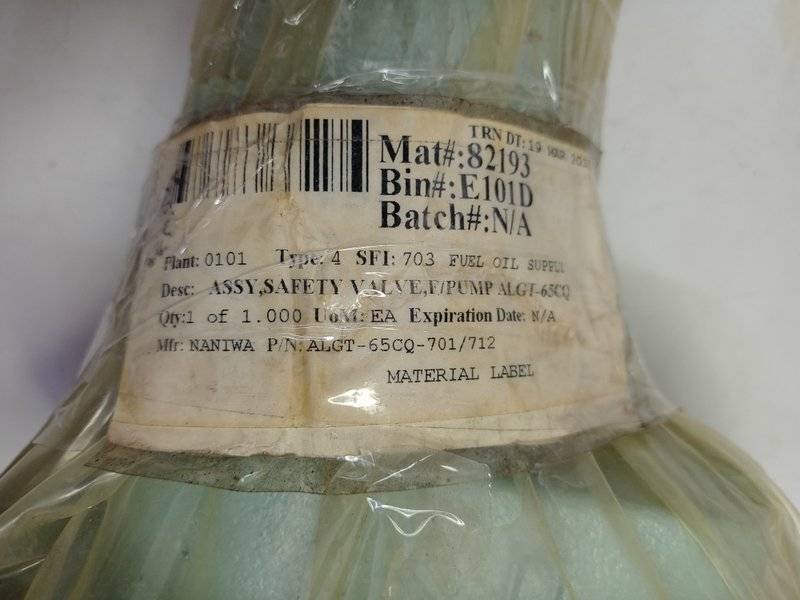 TRN DT: 19 MAR
Mat#:82193
Bin#:E101D
Batch#:N/A
Plant: 0101 Type: 4 SFI: 703 FUEL OIL SUPPLY
Desc: ASSY,SAFETY VALVE,F/PUMP ALGT-65CQ
Qty:1 of 1.000 UoM: EA Expiration Date: N/A
Mfr: NANIWA P/N: ALGT-65CQ-701/712
MATERIAL LABEL